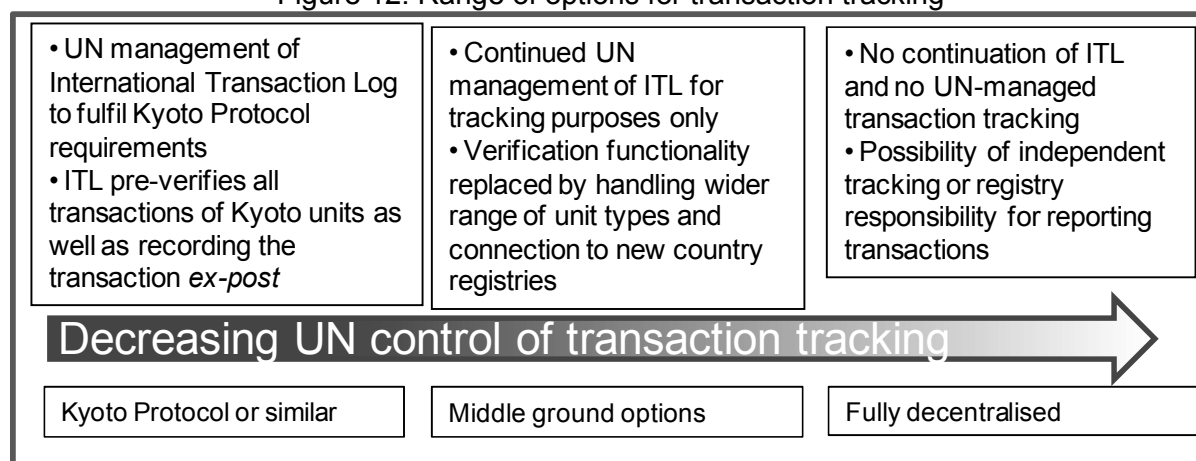 Figure 12. Range of options for transaction tracking
• UN management of
International Transaction Log
to fulfil Kyoto Protocol
requirements
• ITL pre-verifies all
transactions of Kyoto units as
well as recording the
transaction ex-post
• Continued UN
management of ITL for
tracking purposes only
• Verification functionality
replaced by handling wider
range of unit types and
connection to new country
registries
• No continuation of ITL
and no UN-managed
transaction tracking
• Possibility of independent
tracking or registry
responsibility for reporting
transactions
Decreasing UN control of transaction tracking
Kyoto Protocol or similar
Middle ground options
Fully decentralised